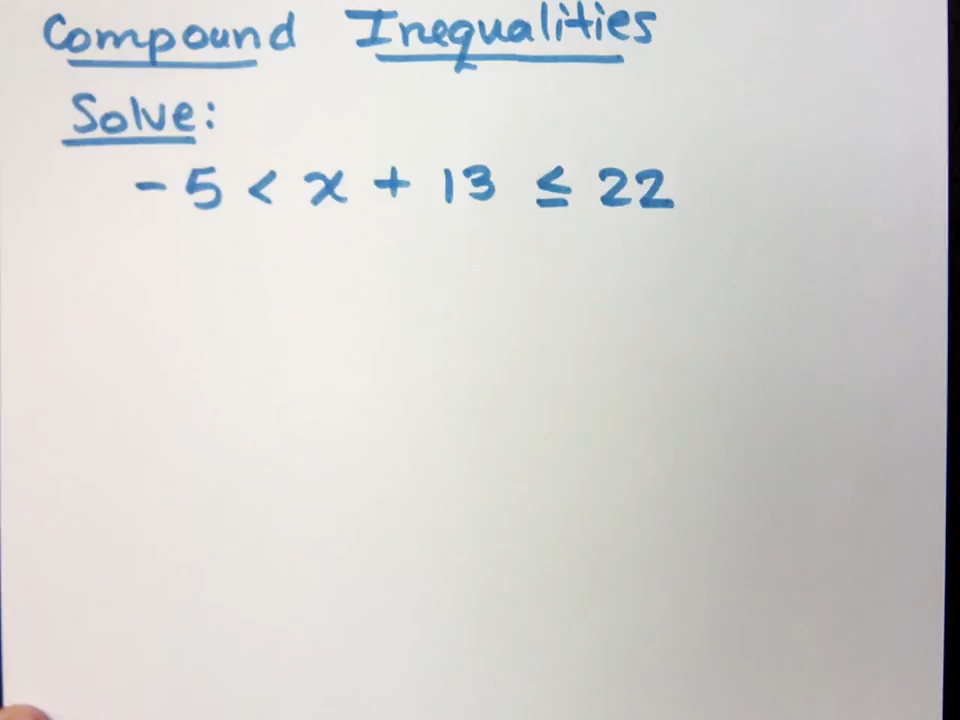 Compound Inequalities
Solve:
- 5 < x + 13 ≤ 22